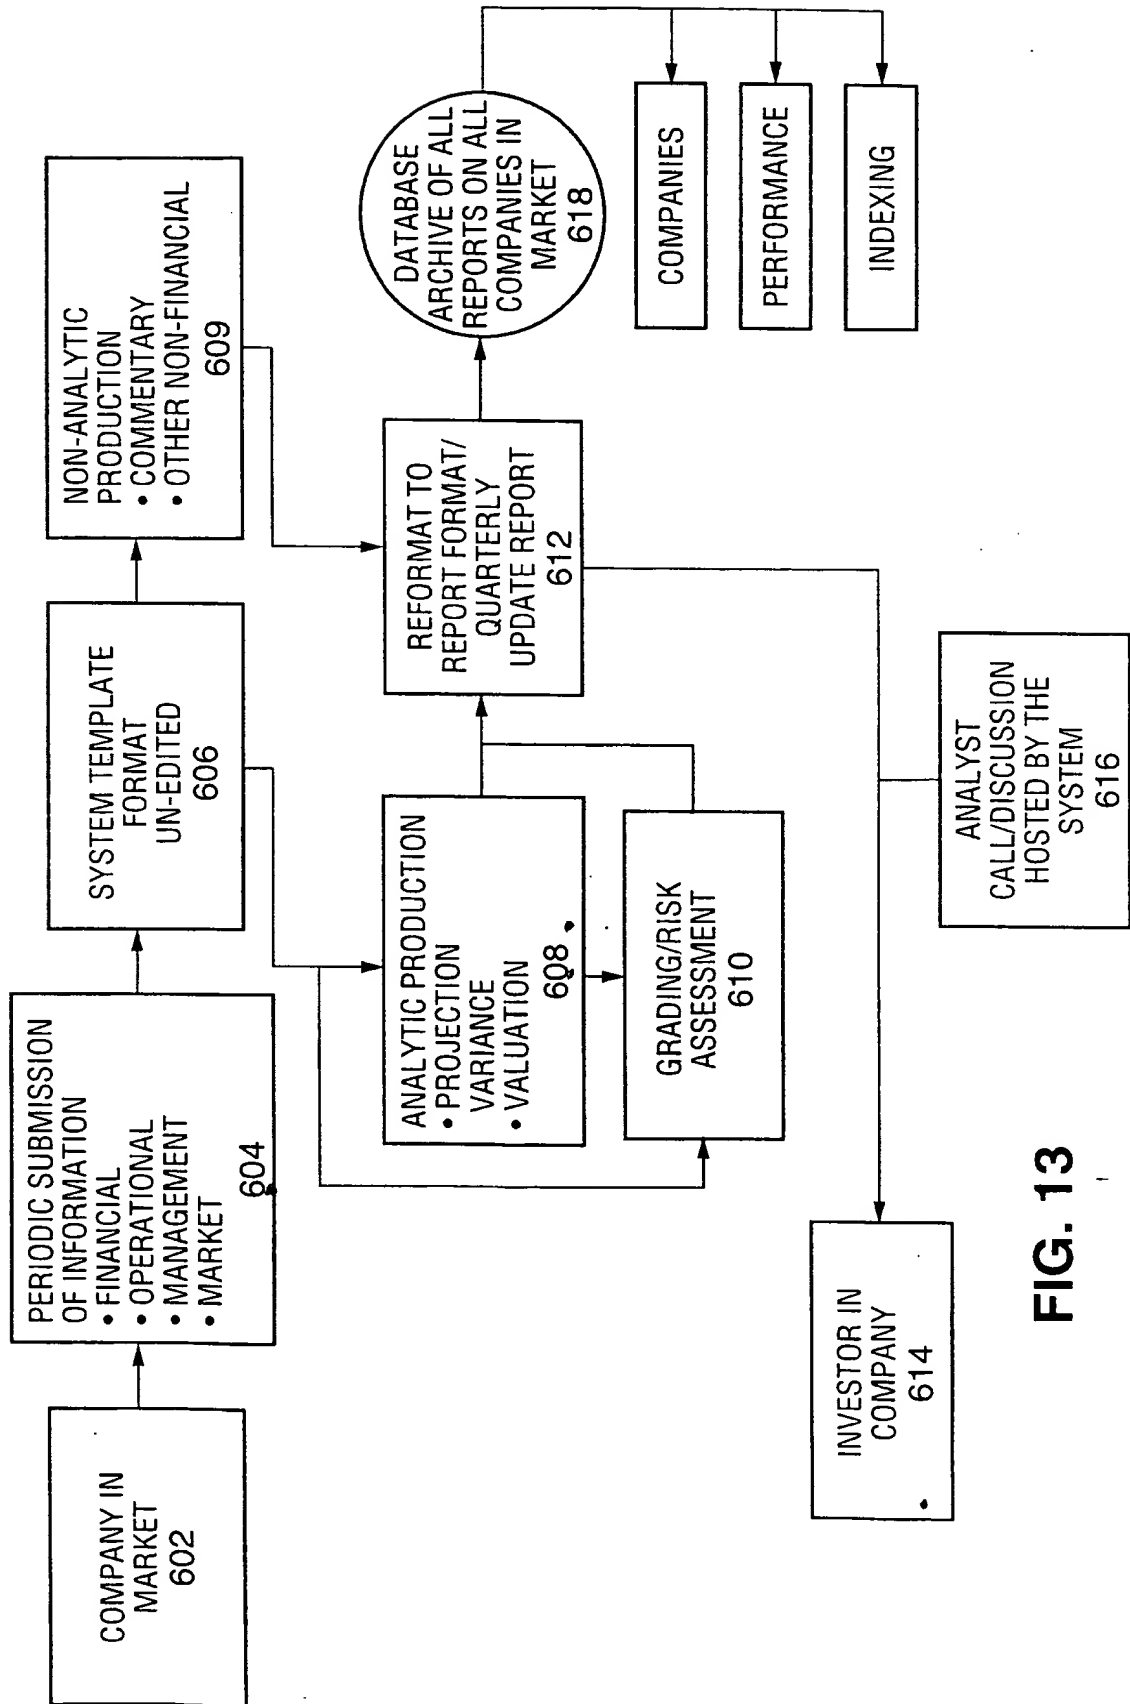 COMPANY IN
MARKET
602
PERIODIC SUBMISSION
OF INFORMATION
• FINANCIAL
• OPERATIONAL
• MANAGEMENT
• MARKET
604
SYSTEM TEMPLATE
FORMAT
UN-EDITED
606
NON-ANALYTIC
PRODUCTION
• COMMENTARY
• OTHER NON-FINANCIAL
609
ANALYTIC PRODUCTION
• PROJECTION
VARIANCE
• VALUATION
608
GRADING/RISK
ASSESSMENT
610
REFORMAT TO
REPORT FORMAT/
QUARTERLY
UPDATE REPORT
612
DATABASE
ARCHIVE OF ALL
REPORTS ON ALL
COMPANIES IN
MARKET
618
COMPANIES
PERFORMANCE
INDEXING
INVESTOR IN
COMPANY
614
ANALYST
CALL/DISCUSSION
HOSTED BY THE
SYSTEM
616
FIG. 13